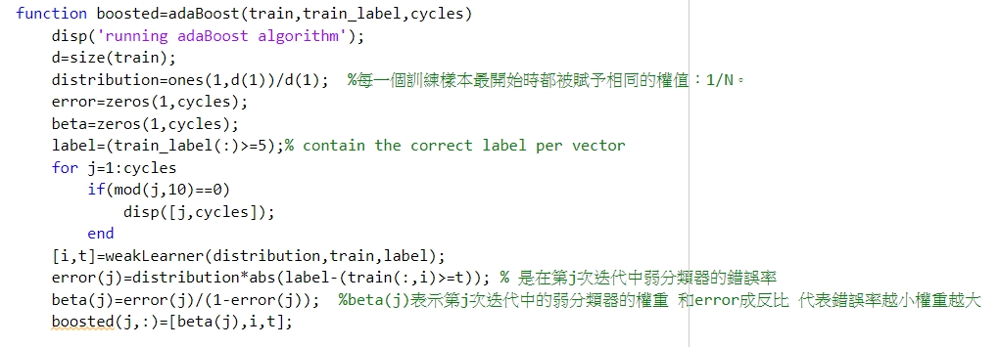 function boosted=adaBoost(train,train_label,cycles)
disp('running adaBoost algorithm');
d=size(train);
distribution=ones(1,d(1))/d(1);  %每一個訓練樣本最開始時都被賦予相同的權值：1/N。
error=zeros(1,cycles);
beta=zeros(1,cycles);
label=(train_label(:)>=5);% contain the correct label per vector
for j=1:cycles
if(mod(j,10)==0)
disp([j,cycles]);
end
[i,t]=weakLearner(distribution,train,label);
error(j)=distribution*abs(label-(train(:,i)>=t)); % 是在第j次迭代中弱分類器的錯誤率
beta(j)=error(j)/(1-error(j));  %beta(j)表示第j次迭代中的弱分類器的權重 和error成反比 代表錯誤率越小權重越大
boosted(j,:)=[beta(j),i,t];